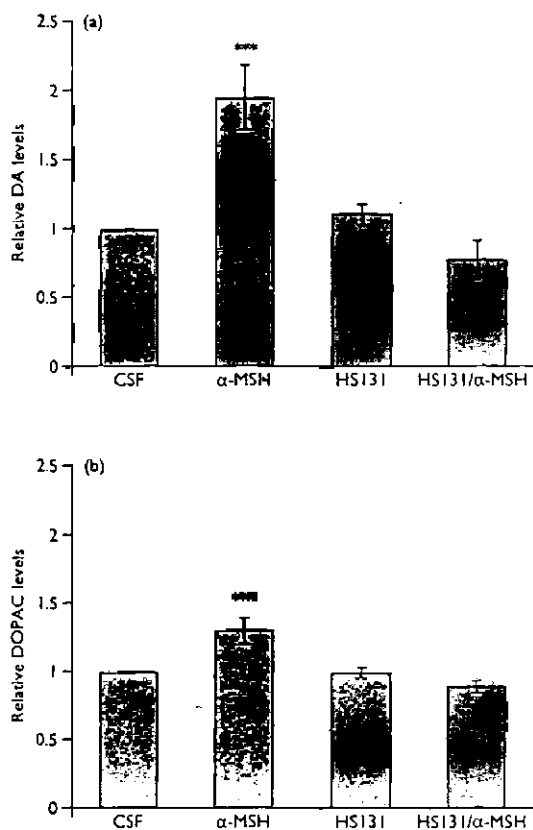 (a)
2.5
***
2
1.5
1
0.5
0
Relative DA levels
CSF α-MSH HS131 HS131/α-MSH
(b)
2.5
2
1.5
1
0.5
0
Relative DOPAC levels
CSF α-MSH HS131 HS131/α-MSH